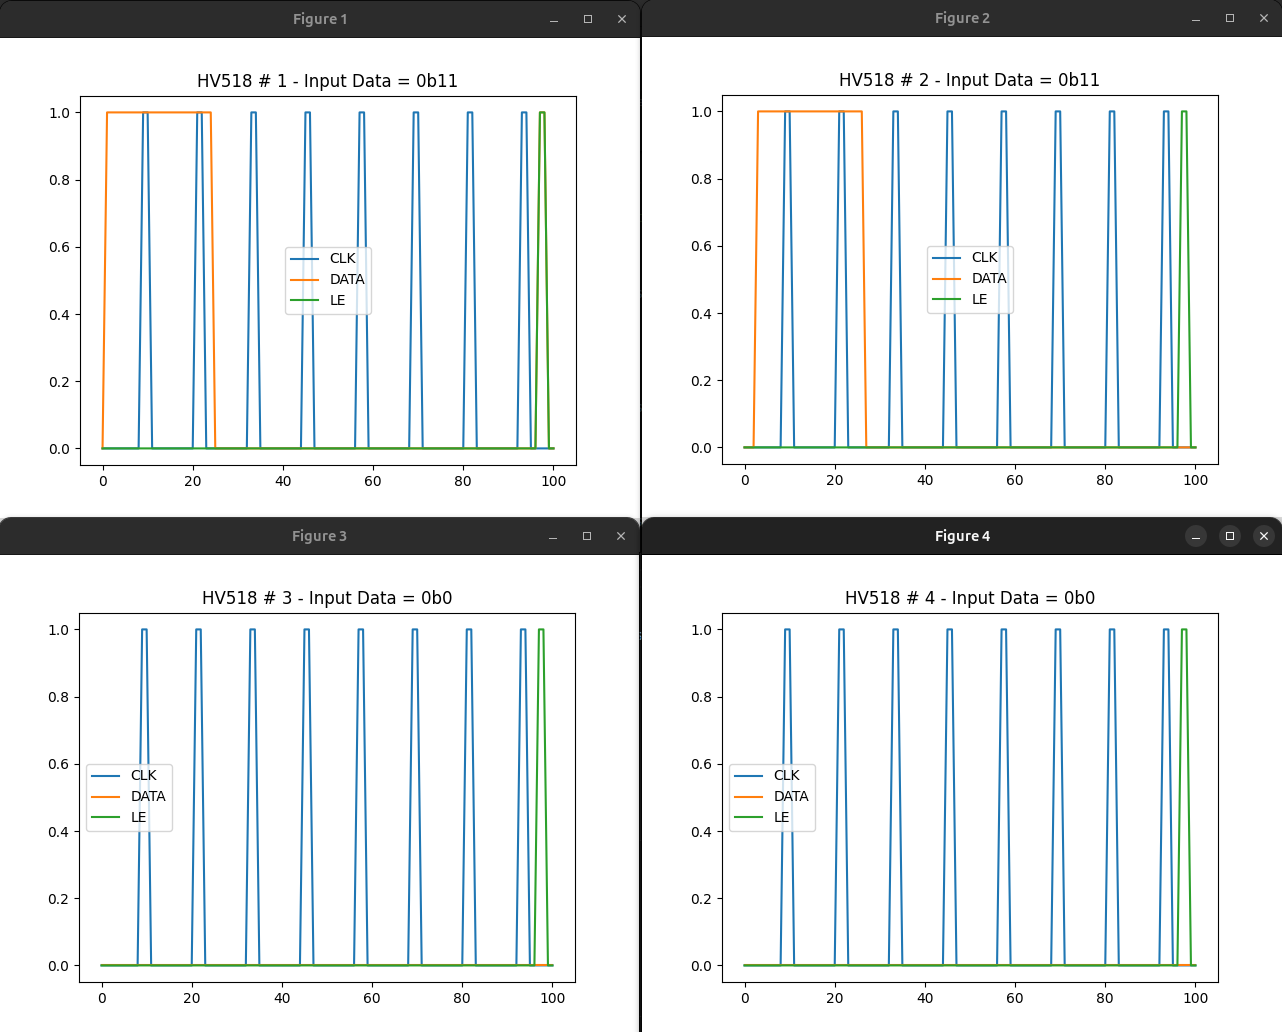 Figure 1
HV518 # 1 - Input Data = 0b11
1.0
0.8
0.6
0.4
0.2
0.0
CLK
DATA
LE
0 20 40 60 80 100
Figure 2
HV518 # 2 - Input Data = 0b11
1.0
0.8
0.6
0.4
0.2
0.0
CLK
DATA
LE
0 20 40 60 80 100
Figure 3
HV518 # 3 - Input Data = 0b0
1.0
0.8
0.6
0.4
0.2
0.0
CLK
DATA
LE
0 20 40 60 80 100
Figure 4
HV518 # 4 - Input Data = 0b0
1.0
0.8
0.6
0.4
0.2
0.0
CLK
DATA
LE
0 20 40 60 80 100